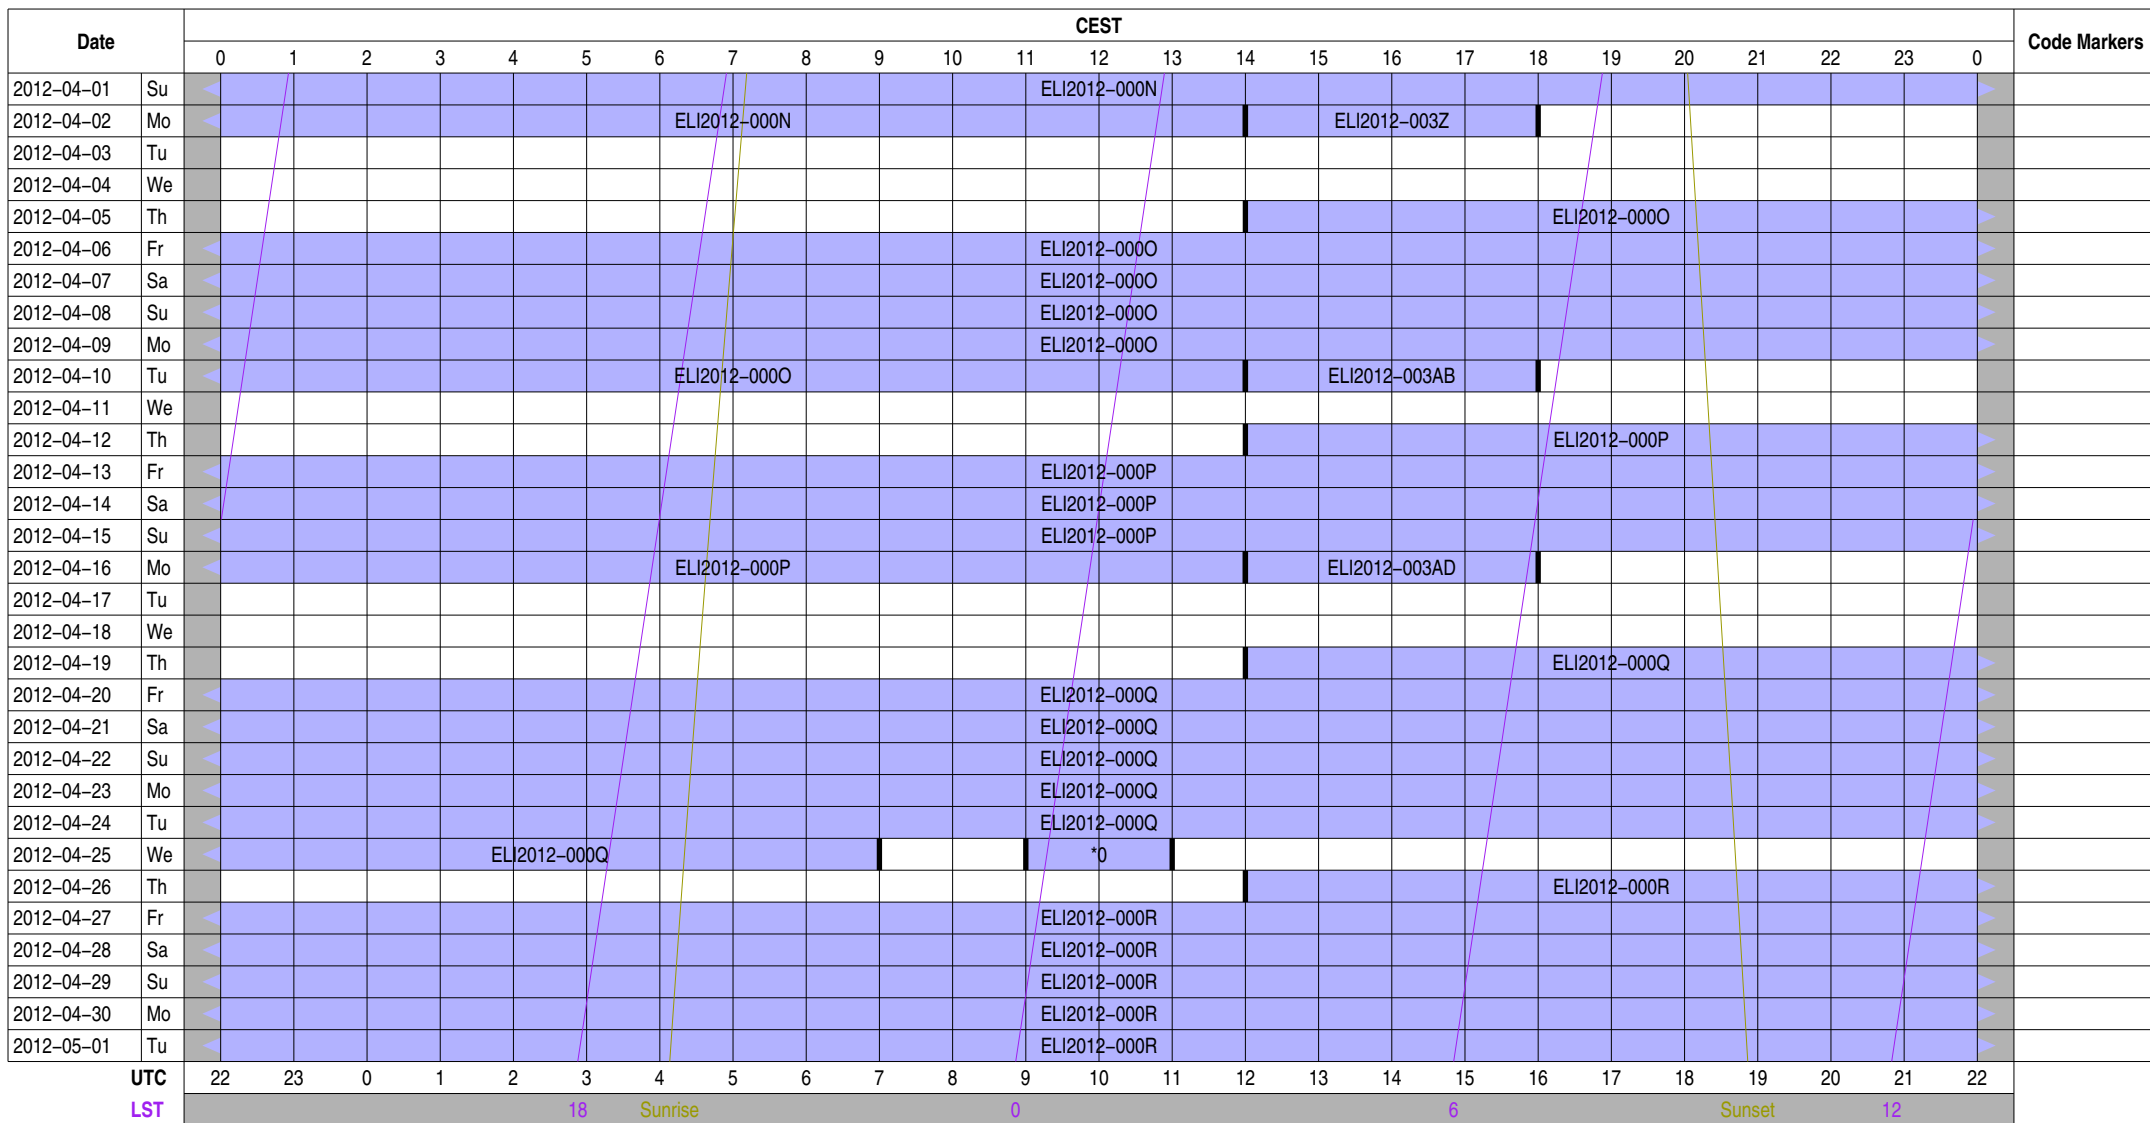 Date CEST Code Markers
0 1 2 3 4 5 6 7 8 9 10 11 12 13 14 15 16 17 18 19 20 21 22 23 0
2012-04-01 Su ELI2012-000N
2012-04-02 Mo ELI2012-000N ELI2012-003Z
2012-04-03 Tu
2012-04-04 We
2012-04-05 Th ELI2012-000O
2012-04-06 Fr ELI2012-000O
2012-04-07 Sa ELI2012-000O
2012-04-08 Su ELI2012-000O
2012-04-09 Mo ELI2012-000O
2012-04-10 Tu ELI2012-000O ELI2012-003AB
2012-04-11 We
2012-04-12 Th ELI2012-000P
2012-04-13 Fr ELI2012-000P
2012-04-14 Sa ELI2012-000P
2012-04-15 Su ELI2012-000P
2012-04-16 Mo ELI2012-000P ELI2012-003AD
2012-04-17 Tu
2012-04-18 We
2012-04-19 Th ELI2012-000Q
2012-04-20 Fr ELI2012-000Q
2012-04-21 Sa ELI2012-000Q
2012-04-22 Su ELI2012-000Q
2012-04-23 Mo ELI2012-000Q
2012-04-24 Tu ELI2012-000Q
2012-04-25 We ELI2012-000Q *0
2012-04-26 Th ELI2012-000R
2012-04-27 Fr ELI2012-000R
2012-04-28 Sa ELI2012-000R
2012-04-29 Su ELI2012-000R
2012-04-30 Mo ELI2012-000R
2012-05-01 Tu ELI2012-000R
UTC 22 23 0 1 2 3 4 5 6 7 8 9 10 11 12 13 14 15 16 17 18 19 20 21 22
LST 18 Sunrise 0 6 Sunset 12